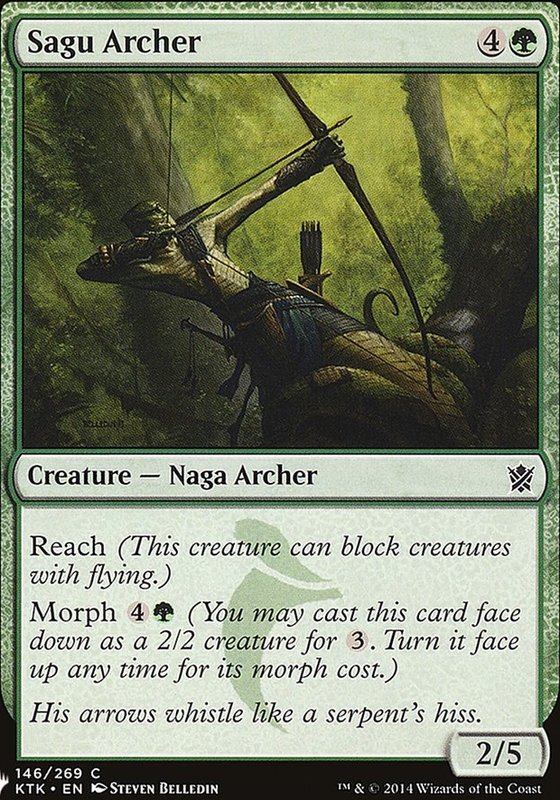 Sagu Archer 4
Creature — Naga Archer
Reach (This creature can block creatures
with flying.)
Morph 4 (You may cast this card face
down as a 2/2 creature for 3. Turn it face
up any time for its morph cost.)
His arrows whistle like a serpent's hiss.
2/5
146/269 C
KTK • EN Steven Belledin
™ & © 2014 Wizards of the Coast